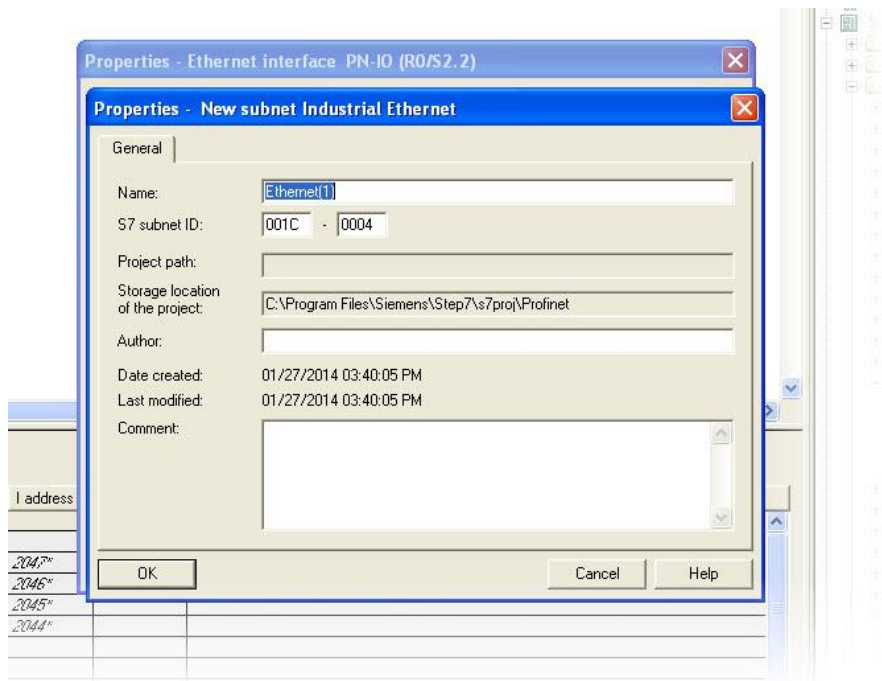 Properties - Ethernet interface PN-IO (R0/S2.2)
Properties - New subnet Industrial Ethernet
General
Name:
Ethernet(1)
S7 subnet ID:
001C - 0004
Project path:
Storage location
of the project:
C:\Program Files\Siemens\Step7\s7proj\Profinet
Author:
Date created:
01/27/2014 03:40:05 PM
Last modified:
01/27/2014 03:40:05 PM
Comment:
OK
Cancel
Help
I address
2047*
2046*
2045*
2044*